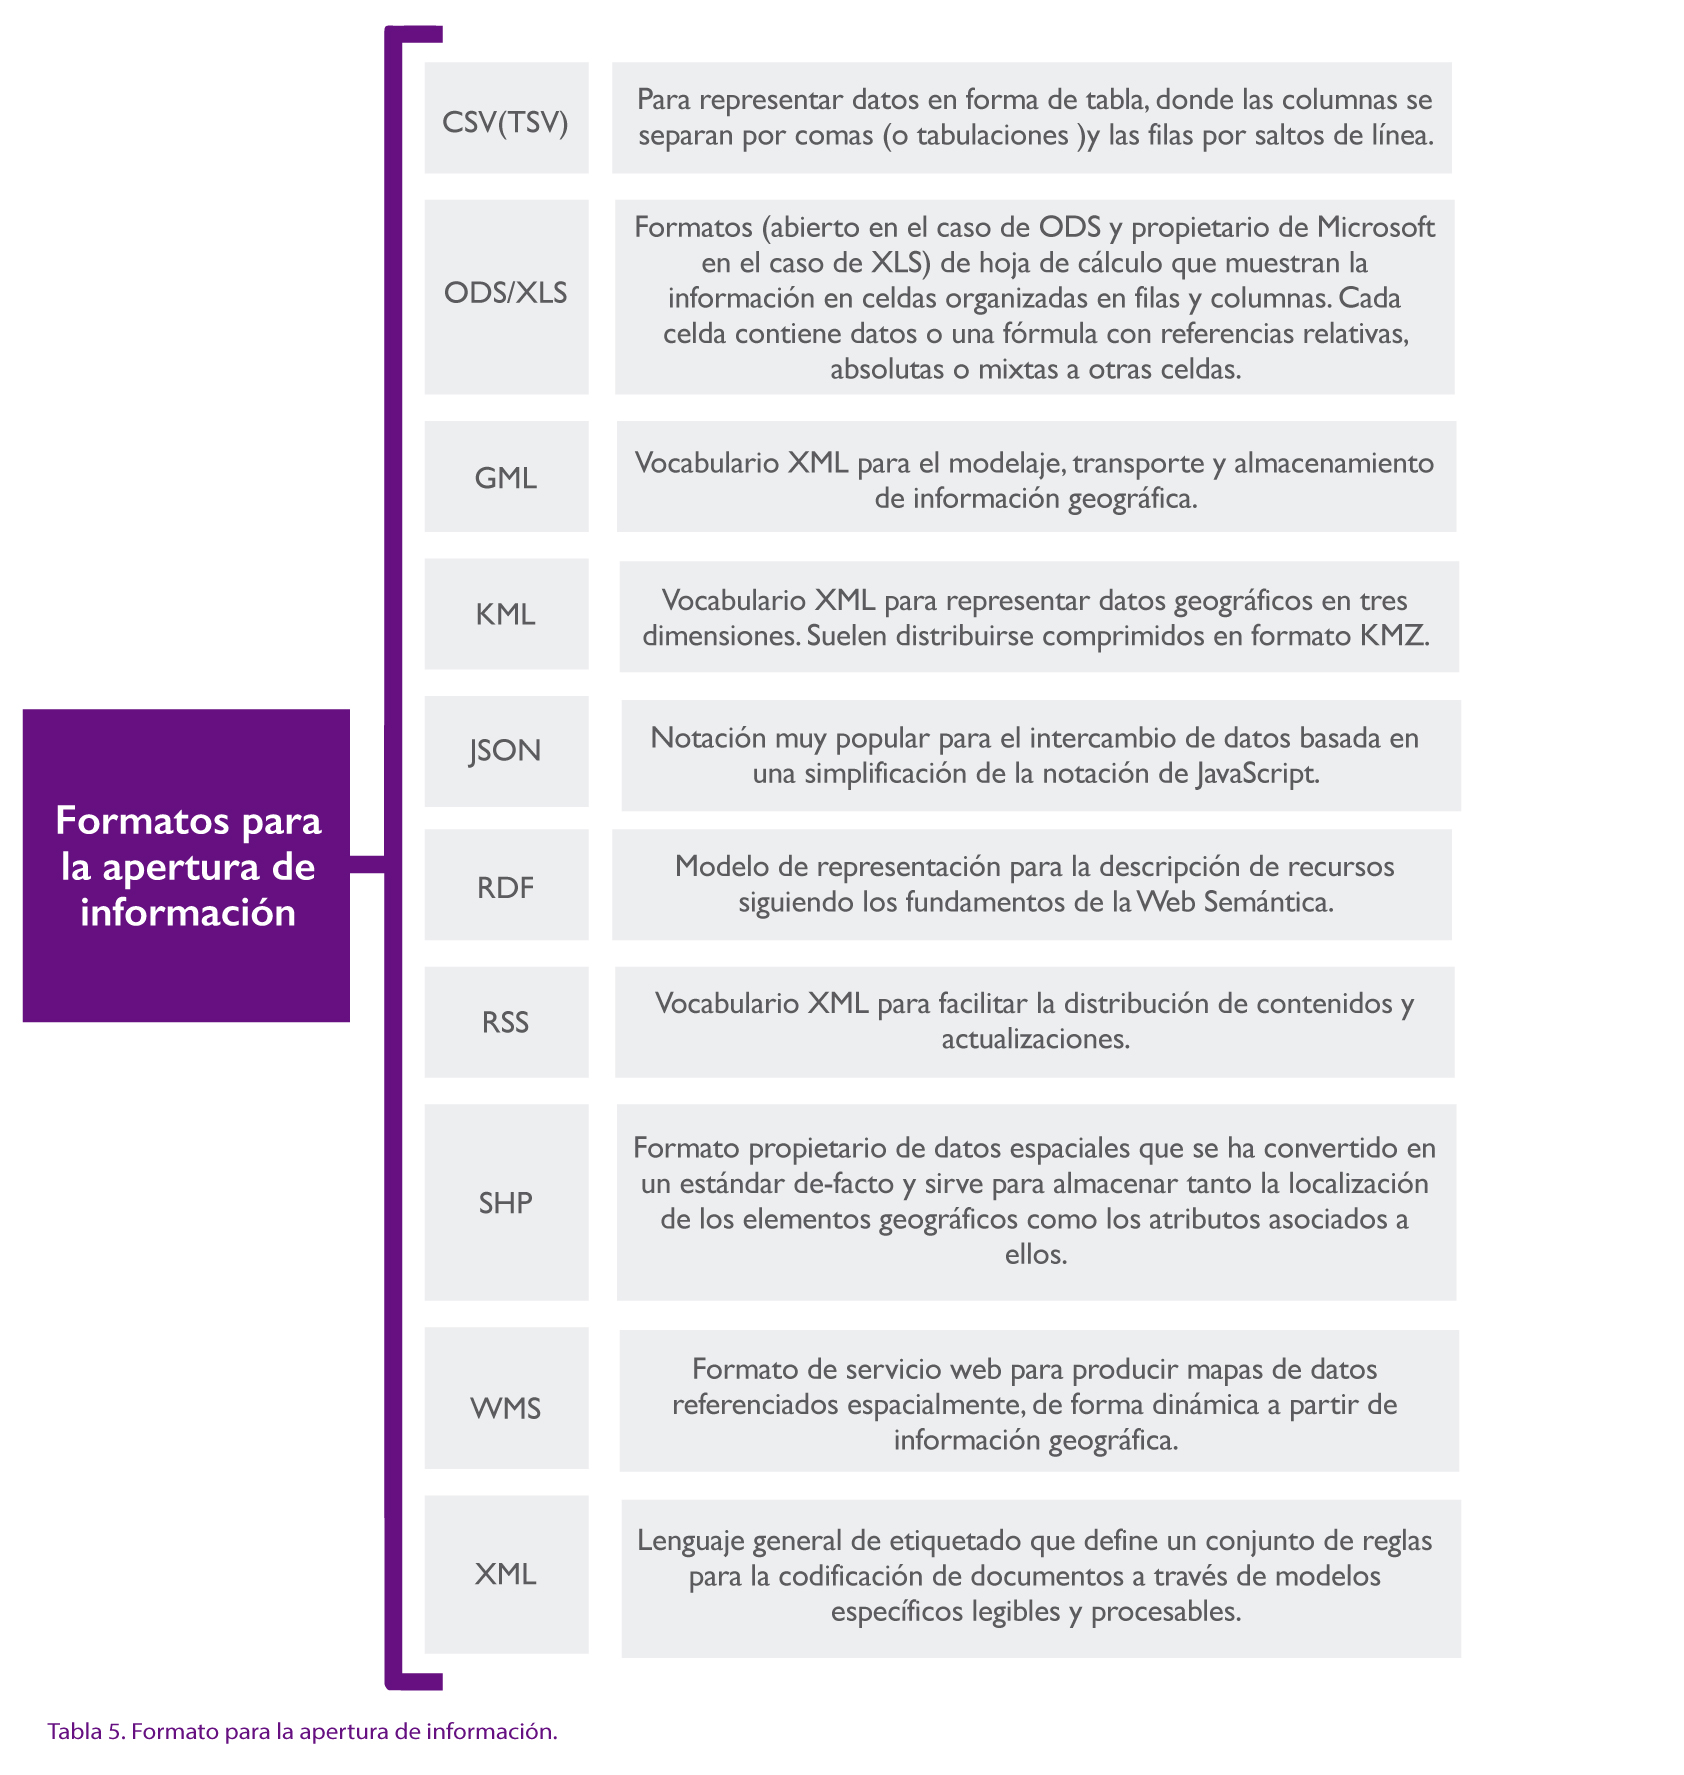 Formatos para
la apertura de
información
CSV(TSV)
Para representar datos en forma de tabla, donde las columnas se
separan por comas (o tabulaciones )y las filas por saltos de línea.
ODS/XLS
Formatos (abierto en el caso de ODS y propietario de Microsoft
en el caso de XLS) de hoja de cálculo que muestran la
información en celdas organizadas en filas y columnas. Cada
celda contiene datos o una fórmula con referencias relativas,
absolutas o mixtas a otras celdas.
GML
Vocabulario XML para el modelaje, transporte y almacenamiento
de información geográfica.
KML
Vocabulario XML para representar datos geográficos en tres
dimensiones. Suelen distribuirse comprimidos en formato KMZ.
JSON
Notación muy popular para el intercambio de datos basada en
una simplificación de la notación de JavaScript.
RDF
Modelo de representación para la descripción de recursos
siguiendo los fundamentos de la Web Semántica.
RSS
Vocabulario XML para facilitar la distribución de contenidos y
actualizaciones.
SHP
Formato propietario de datos espaciales que se ha convertido en
un estándar de-facto y sirve para almacenar tanto la localización
de los elementos geográficos como los atributos asociados a
ellos.
WMS
Formato de servicio web para producir mapas de datos
referenciados espacialmente, de forma dinámica a partir de
información geográfica.
XML
Lenguaje general de etiquetado que define un conjunto de reglas
para la codificación de documentos a través de modelos
específicos legibles y procesables.
Tabla 5. Formato para la apertura de información.